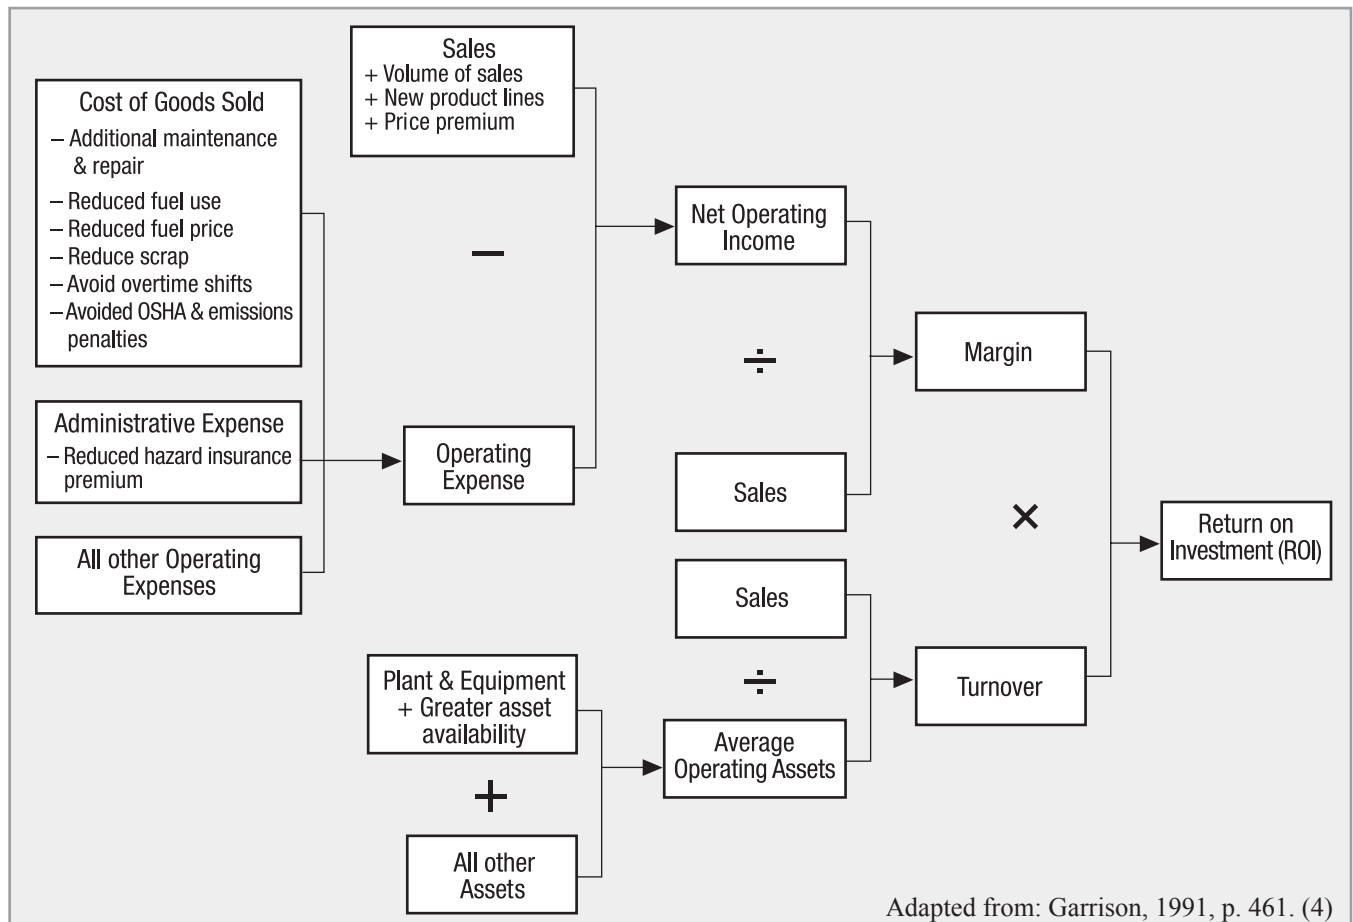 Sales
+ Volume of sales
+ New product lines
+ Price premium
Cost of Goods Sold
– Additional maintenance
& repair
– Reduced fuel use
– Reduced fuel price
– Reduce scrap
– Avoid overtime shifts
– Avoided OSHA & emissions
penalties
Administrative Expense
– Reduced hazard insurance
premium
All other Operating
Expenses
–
Operating
Expense
Net Operating
Income
÷
Sales
Margin
×
Sales
÷
Plant & Equipment
+ Greater asset
availability
+
All other
Assets
Average
Operating Assets
Turnover
Return on
Investment (ROI)
Adapted from: Garrison, 1991, p. 461. (4)